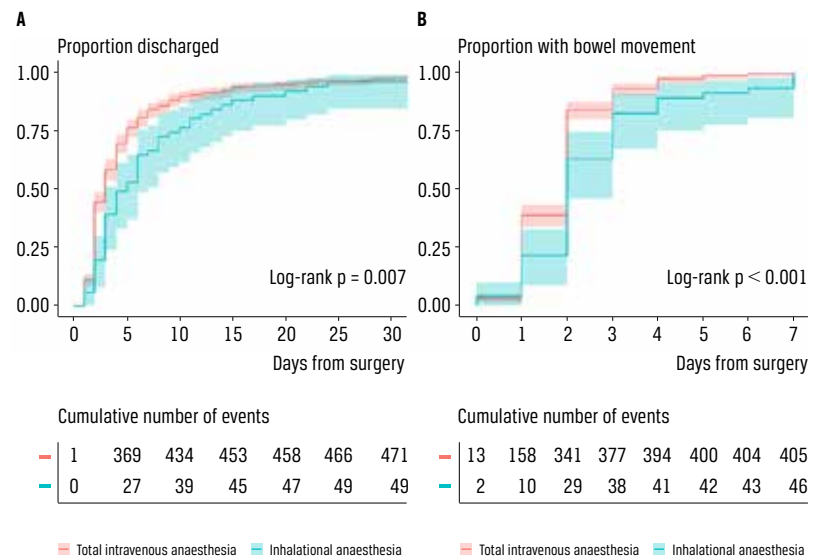 A
Proportion discharged
1.00
0.75
0.50
0.25
0.00
Log-rank p = 0.007
0 5 10 15 20 25 30
Days from surgery
Cumulative number of events
1 369 434 453 458 466 471
0 27 39 45 47 49 49
Total intravenous anaesthesia Inhalational anaesthesia
B
Proportion with bowel movement
1.00
0.75
0.50
0.25
0.00
Log-rank p < 0.001
0 1 2 3 4 5 6 7
Days from surgery
Cumulative number of events
13 158 341 377 394 400 404 405
2 10 29 38 41 42 43 46
Total intravenous anaesthesia Inhalational anaesthesia